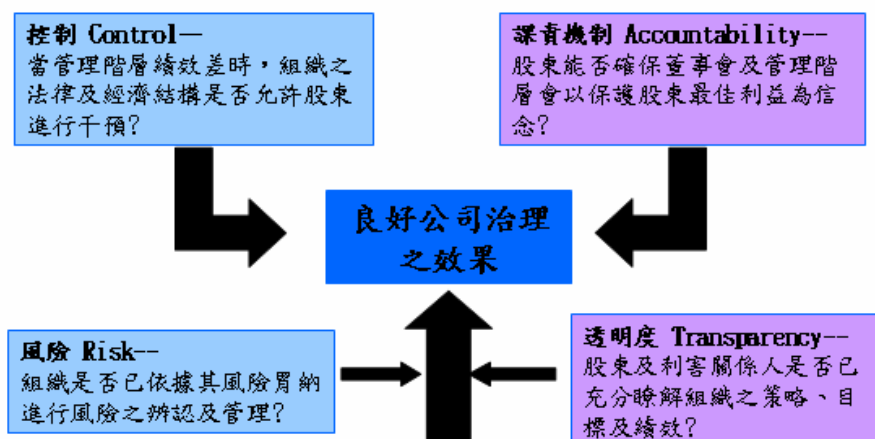 控制 Control—
當管理階層績效差時，組織之
法律及經濟結構是否允許股東
進行干預?
課責機制 Accountability--
股東能否確保董事會及管理階
層會以保護股東最佳利益為信
念?
良好公司治理
之效果
風險 Risk--
組織是否已依據其風險胃納
進行風險之辨認及管理?
透明度 Transparency--
股東及利害關係人是否已
充分瞭解組織之策略、目
標及績效?